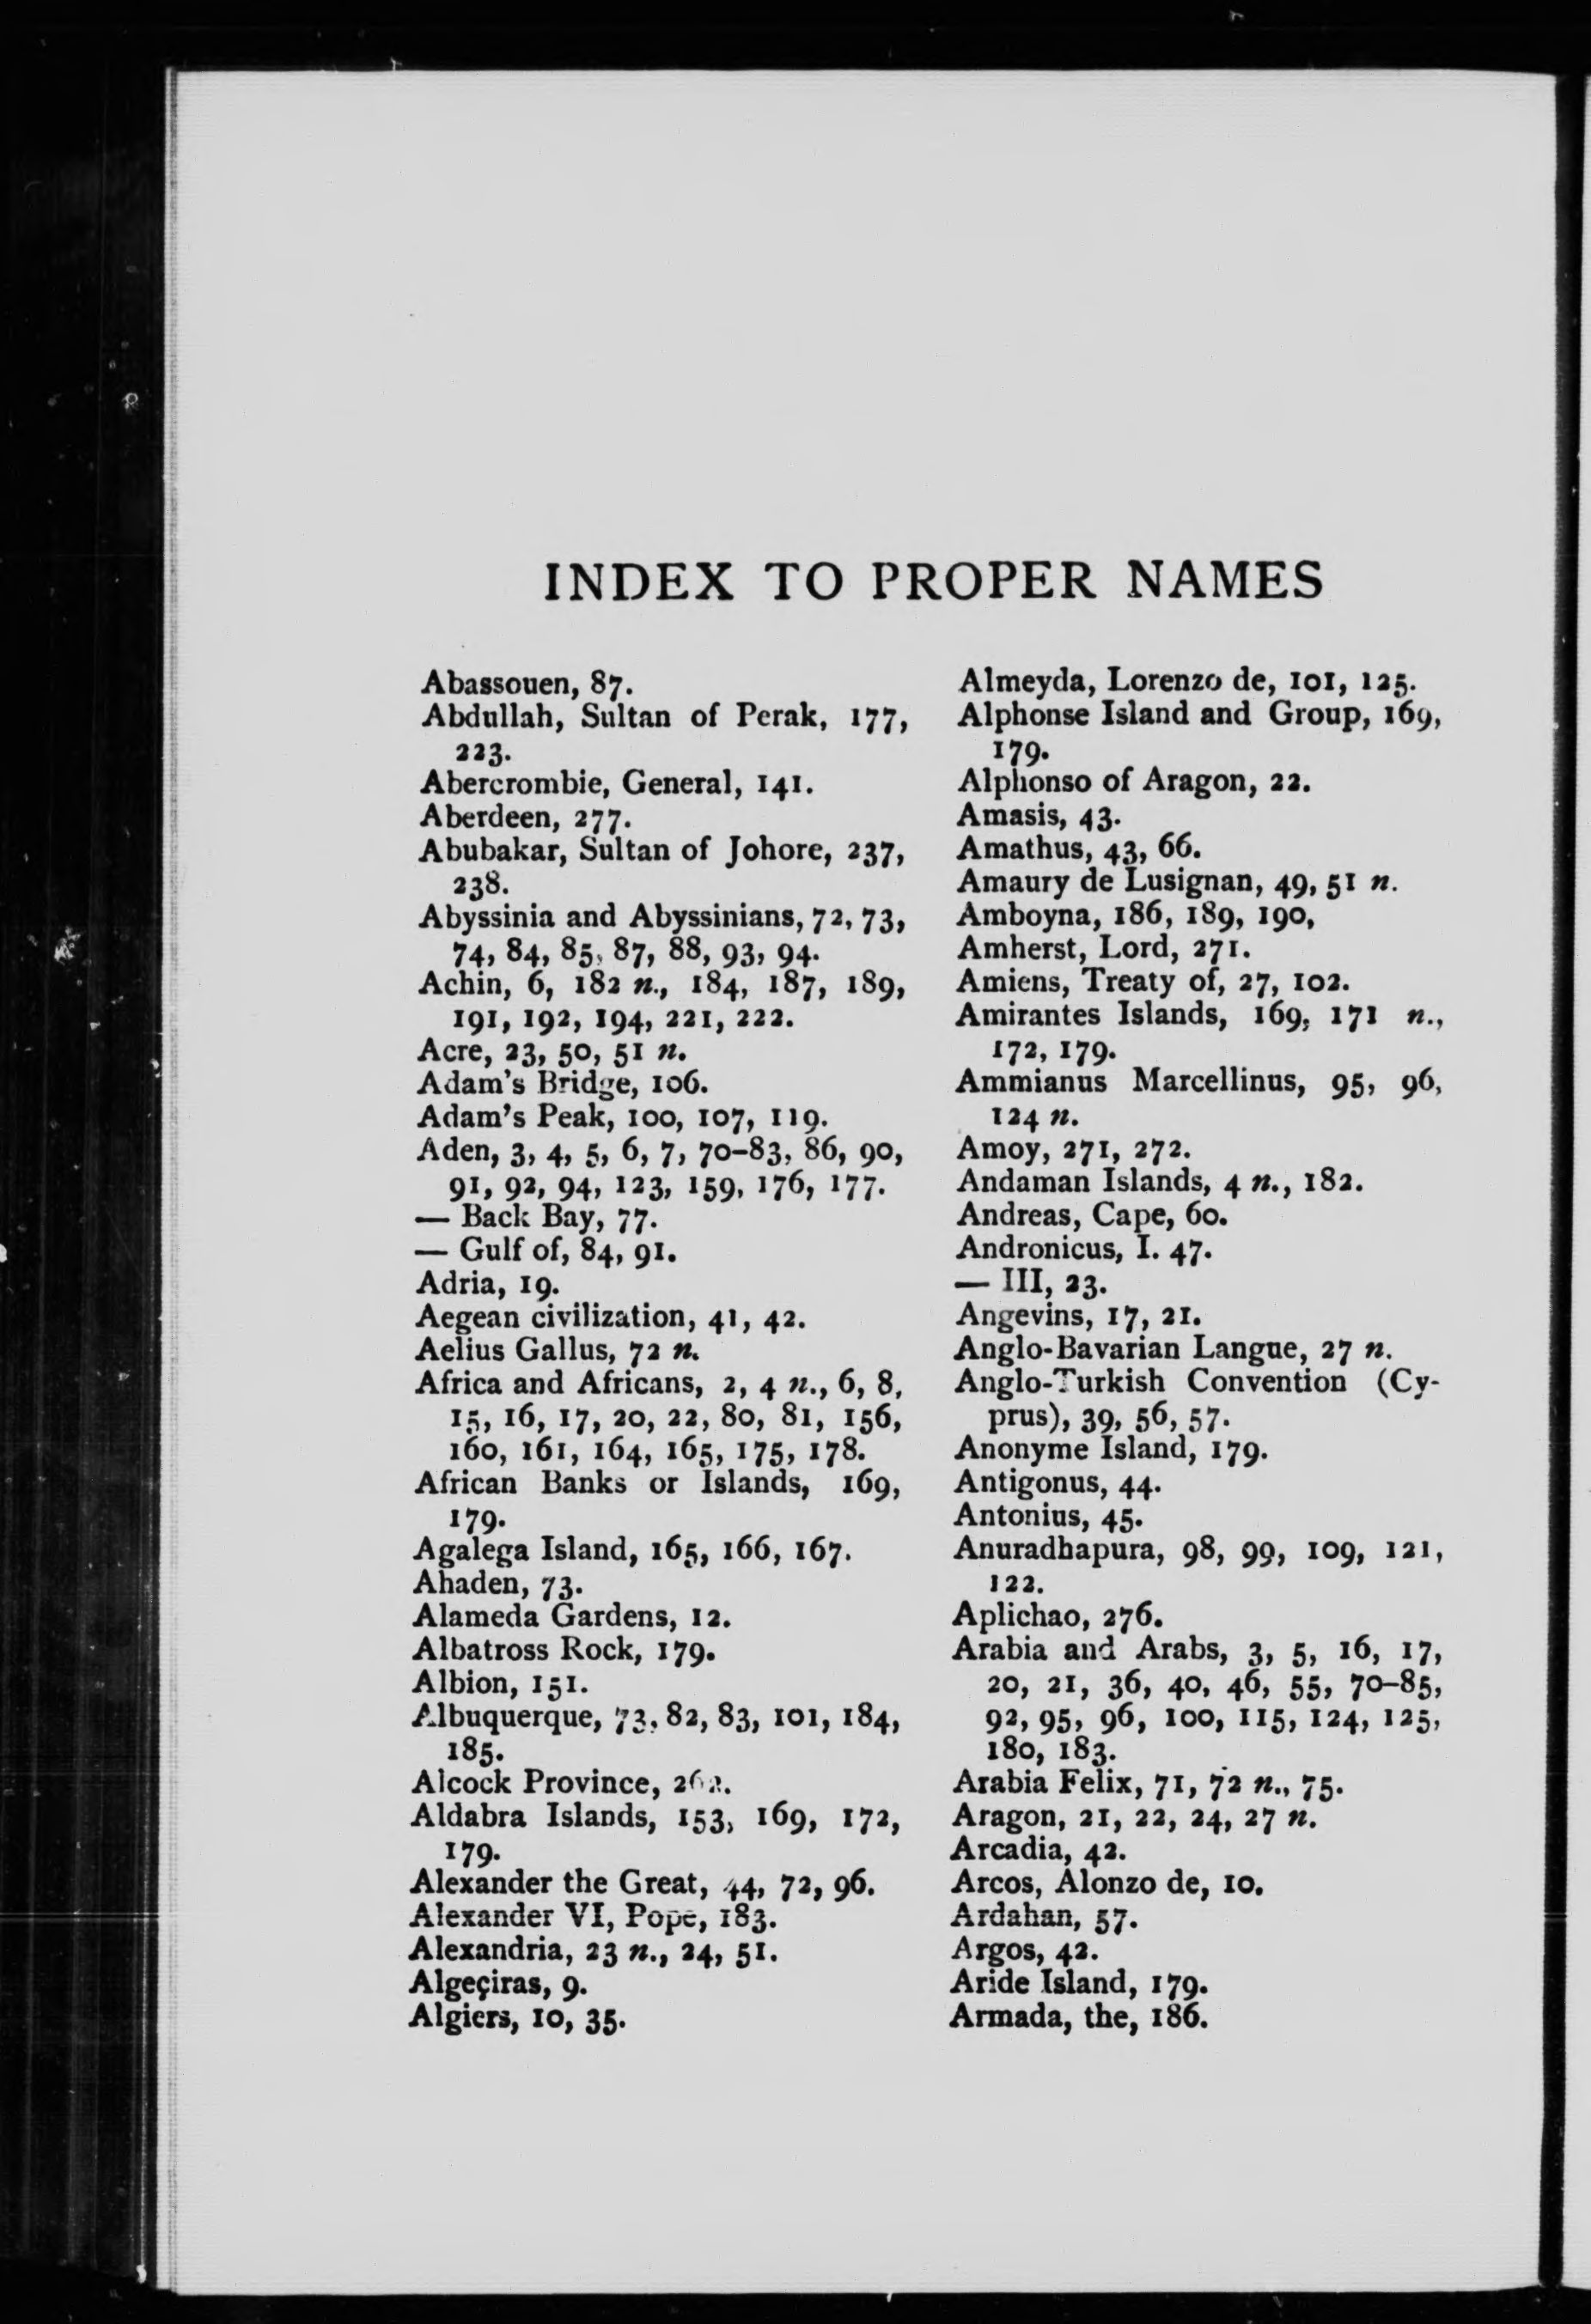 INDEX TO PROPER NAMES
Abassouen, 87.
Abdullah, Sultan of Perak, 177,
223.
Abercrombie, General, 141.
Aberdeen, 277.
Abubakar, Sultan of Johore, 237,
238.
Abyssinia and Abyssinians, 72, 73,
74, 84, 85, 87, 88, 93, 94.
Achin, 6, 182 n., 184, 187, 189,
191, 192, 194, 221, 222.
Acre, 23, 50, 51 n.
Adam's Bridge, 106.
Adam's Peak, 100, 107, 119.
Aden, 3, 4, 5, 6, 7, 70–83, 86, 90,
91, 92, 94, 123, 159, 176, 177.
— Back Bay, 77.
— Gulf of, 84, 91.
Adria, 19.
Aegean civilization, 41, 42.
Aelius Gallus, 72 n.
Africa and Africans, 2, 4 n., 6, 8,
15, 16, 17, 20, 22, 80, 81, 156,
160, 161, 164, 165, 175, 178.
African Banks or Islands, 169,
179.
Agalega Island, 165, 166, 167.
Ahaden, 73.
Alameda Gardens, 12.
Albatross Rock, 179.
Albion, 151.
Albuquerque, 73, 82, 83, 101, 184,
185.
Alcock Province,
Aldabra Islands, 153, 169, 172,
179.
Alexander the Great, 44, 72, 96.
Alexander VI, Pope, 183.
Alexandria, 23 n., 24, 51.
Algeçiras, 9.
Algiers, 10, 35.
Almeyda, Lorenzo de, 101, 125.
Alphonse Island and Group, 169,
179.
Alphonso of Aragon, 22.
Amasis, 43.
Amathus, 43, 66.
Amaury de Lusignan, 49, 51 n.
Amboyna, 186, 189, 190,
Amherst, Lord, 271.
Amiens, Treaty of, 27, 102.
Amirantes Islands, 169, 171 n.,
172, 179.
Ammianus Marcellinus, 95, 96,
124 n.
Amoy, 271, 272.
Andaman Islands, 4 n., 182.
Andreas, Cape, 60.
Andronicus, I. 47.
— III, 23.
Angevins, 17, 21.
Anglo-Bavarian Langue, 27 n.
Anglo-Turkish Convention (Cy-
prus), 39, 56, 57.
Anonyme Island, 179.
Antigonus, 44.
Antonius, 45.
Anuradhapura, 98, 99, 109, 121,
122.
Aplichao, 276.
Arabia and Arabs, 3, 5, 16, 17,
20, 21, 36, 40, 46, 55, 70–85,
92, 95, 96, 100, 115, 124, 125,
180, 183.
Arabia Felix, 71, 72 n., 75.
Aragon, 21, 22, 24, 27 n.
Arcadia, 42.
Arcos, Alonzo de, 10.
Ardahan, 57.
Argos, 42.
Aride Island, 179.
Armada, the, 186.